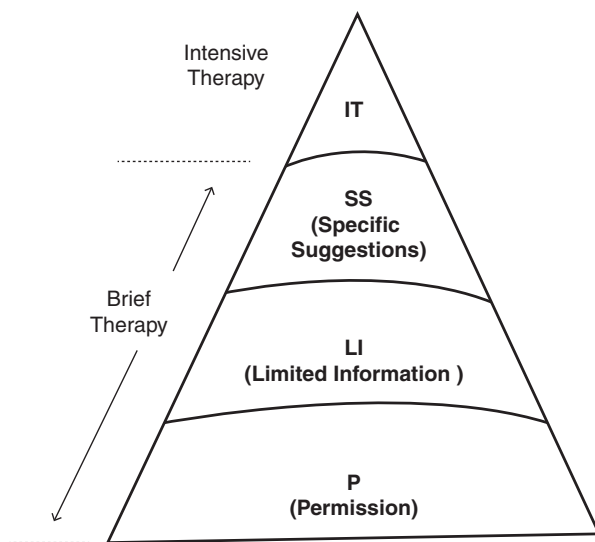 Intensive
Therapy
IT
SS
(Specific
Suggestions)
Brief
Therapy
LI
(Limited Information )
P
(Permission)